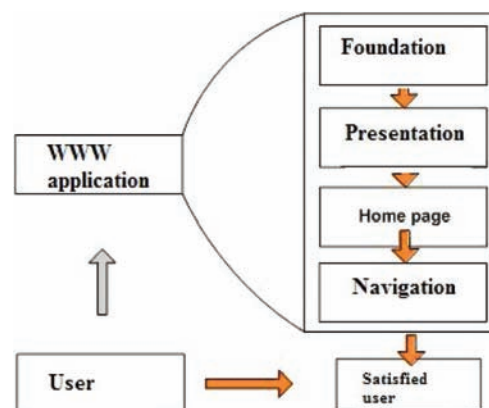 Foundation
Presentation
WWW
application
Home page
Navigation
User
Satisfied
user